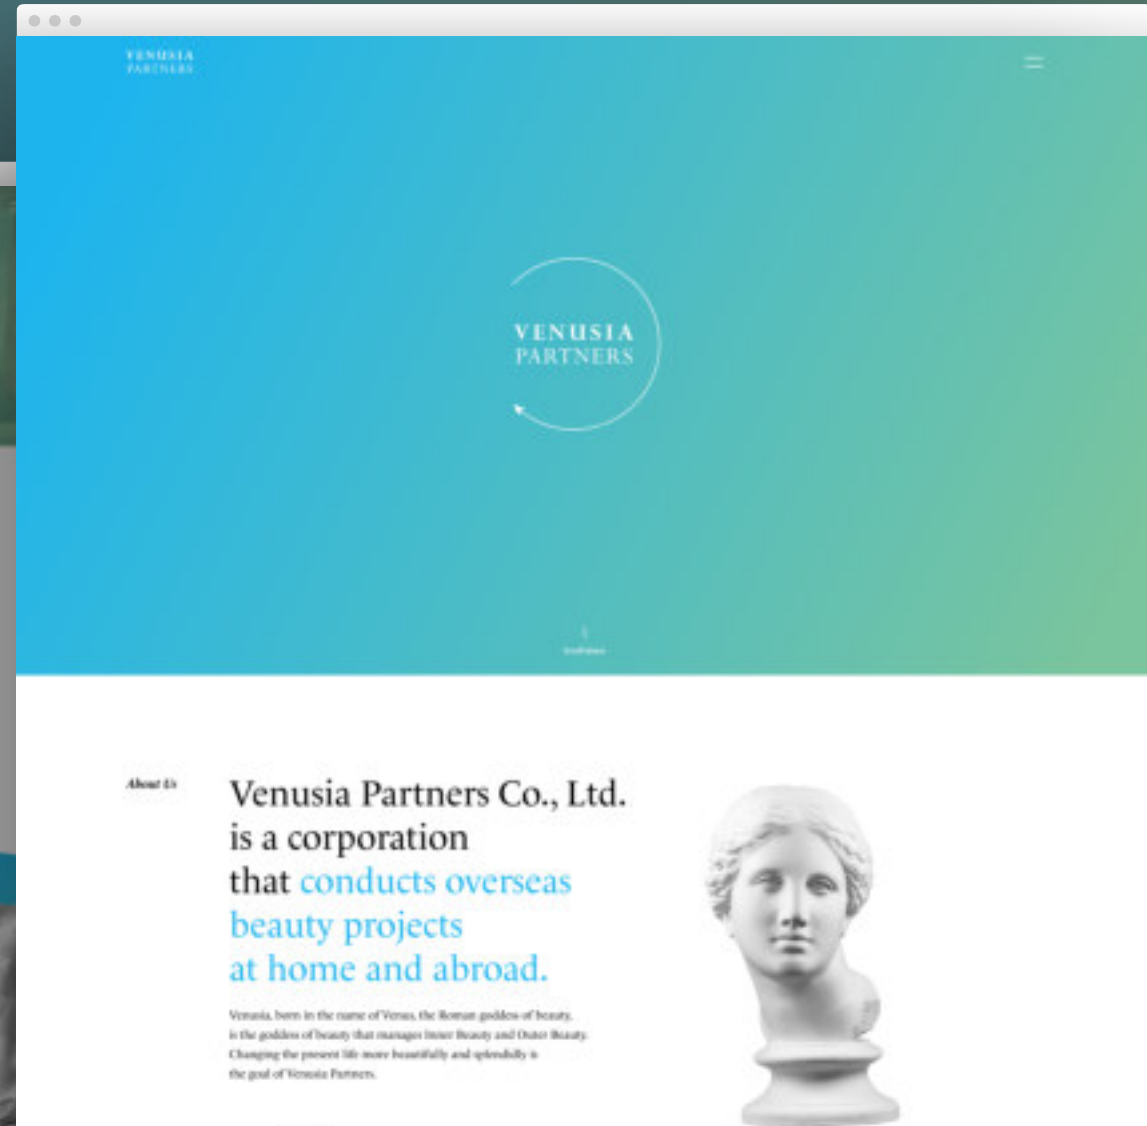 VENUSIA
PARTNERS
VENUSIA
PARTNERS
About Us
Venusia Partners Co., Ltd.
is a corporation
that conducts overseas
beauty projects
at home and abroad.
Venusia, born in the name of Venus, the Roman goddess of beauty,
is the goddess of beauty that manages Inner Beauty and Outer Beauty.
Changing the present life more beautifully and splendidly is
the goal of Venusia Partners.